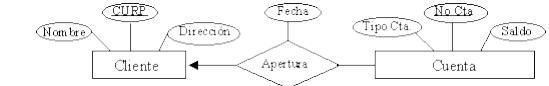 CURP
Fecha
No Cta
Nombre
Dirección
Tipo Cta
Saldo
Cliente
Apertura
Cuenta